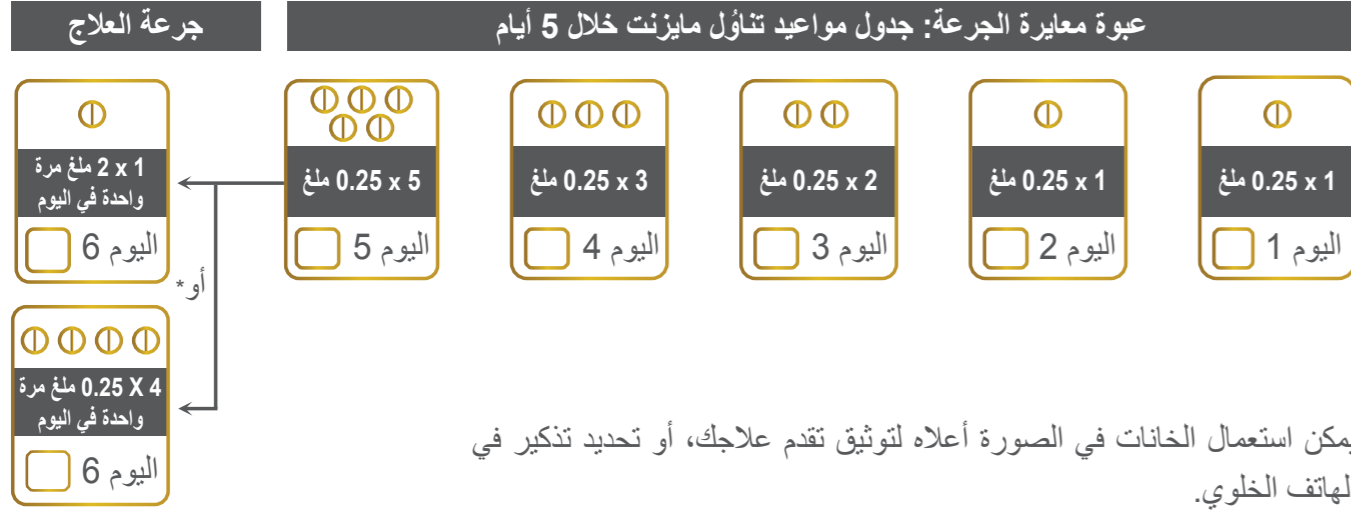 عبوة معايرة الجرعة: جدول مواعيد تناوُل مايزنت خلال 5 أيام
جرعة العلاج
1 x 0.25 ملغ
اليوم 1
1 x 0.25 ملغ
اليوم 2
2 x 0.25 ملغ
اليوم 3
3 x 0.25 ملغ
اليوم 4
5 x 0.25 ملغ
اليوم 5
1 x 2 ملغ مرة
واحدة في اليوم
اليوم 6
أو*
4 X 0.25 ملغ مرة
واحدة في اليوم
اليوم 6
يمكن استعمال الخانات في الصورة أعلاه لتوثيق تقدم علاجك، أو تحديد تذكير في
الهاتف الخلوي.